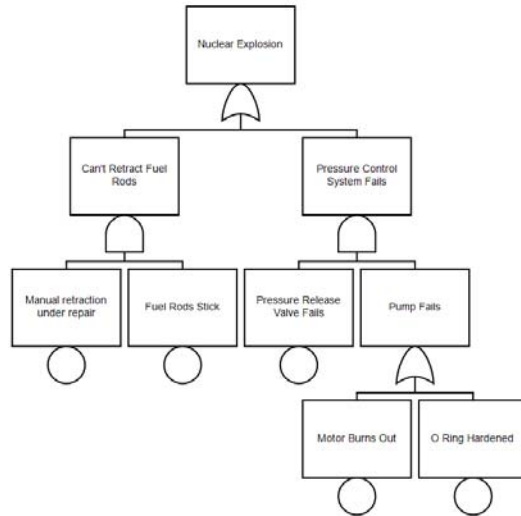 Nuclear Explosion
Can't Retract Fuel
Rods
Pressure Control
System Fails
Manual retraction
under repair
Fuel Rods Stick
Pressure Release
Valve Fails
Pump Fails
Motor Burns Out
O Ring Hardened